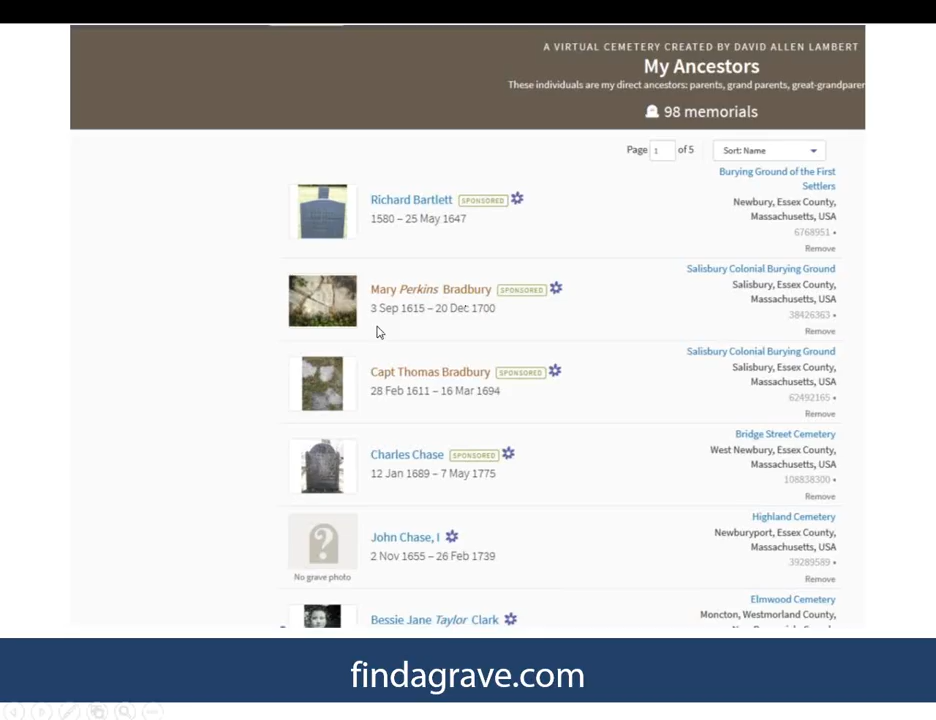 A VIRTUAL CEMETERY CREATED BY DAVID ALLEN LAMBERT
My Ancestors
These individuals are my direct ancestors: parents, grand parents, great-grandparen
98 memorials
Page 1 of 5 Sort: Name
Richard Bartlett SPONSORED
1580 – 25 May 1647
Burying Ground of the First
Settlers
Newbury, Essex County,
Massachusetts, USA
6768951 •
Remove
Mary Perkins Bradbury SPONSORED
3 Sep 1615 – 20 Dec 1700
Salisbury Colonial Burying Ground
Salisbury, Essex County,
Massachusetts, USA
38426363 •
Remove
Capt Thomas Bradbury SPONSORED
28 Feb 1611 – 16 Mar 1694
Salisbury Colonial Burying Ground
Salisbury, Essex County,
Massachusetts, USA
62492165 •
Remove
Charles Chase SPONSORED
12 Jan 1689 – 7 May 1775
Bridge Street Cemetery
West Newbury, Essex County,
Massachusetts, USA
108838300 •
Remove
No grave photo
John Chase, I
2 Nov 1655 – 26 Feb 1739
Highland Cemetery
Newburyport, Essex County,
Massachusetts, USA
39289589 •
Remove
Bessie Jane Taylor Clark
Elmwood Cemetery
Moncton, Westmorland County,
findagrave.com